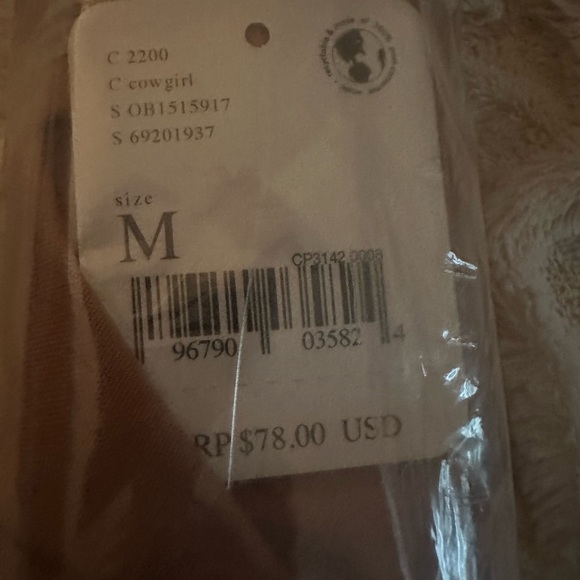 C 2200
C cowgirl
S OB1515917
S 69201937
size
M
CP3142.0008
96790 03582 4
RP $78.00 USD